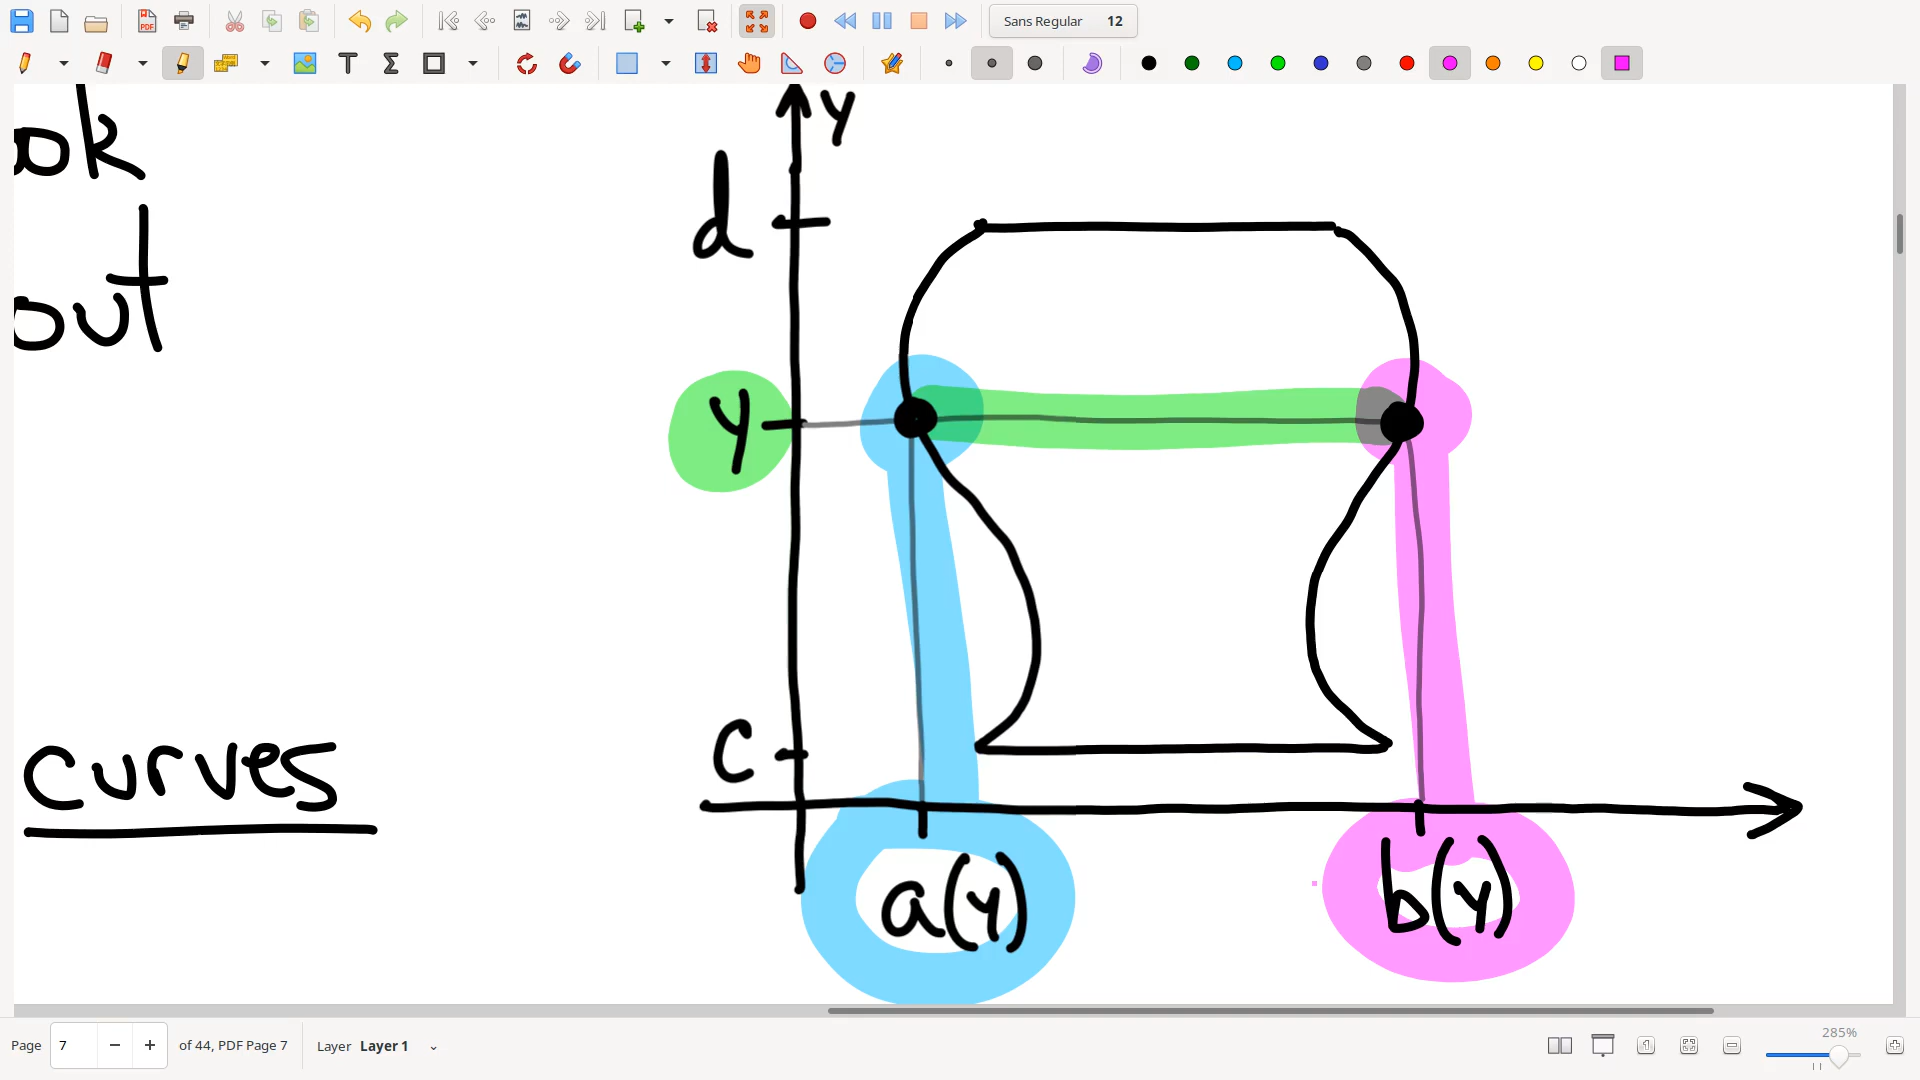 Sans Regular 12
ok
out
y
d
y
c
curves
a(y)
b(y)
Page 7 of 44, PDF Page 7 Layer Layer 1
285%